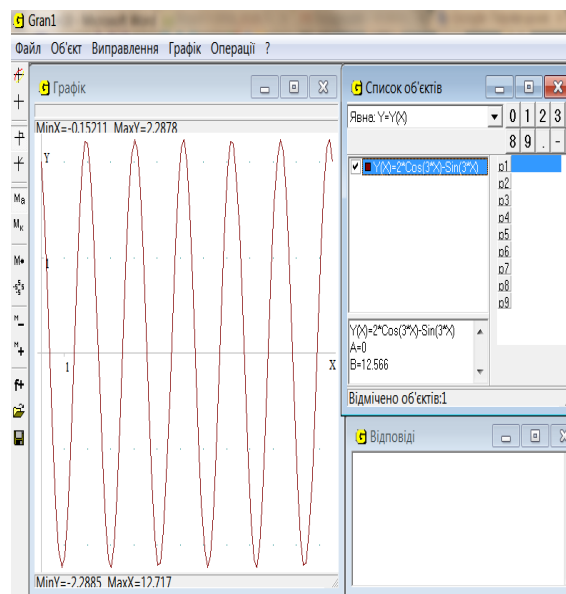 Gran1
Файл Об'єкт Виправлення Графік Операції ?
Графік
MinX=-0.15211 MaxY=2.2878
Y
1
1
X
MinY=-2.2885 MaxX=12.717
Список об'єктів
Явна: Y=Y(X)
0 1 2 3
8 9 . -
Y(X)=2*Cos(3*X)-Sin(3*X)
p1
p2
p3
p4
p5
p6
p7
p8
p9
Y(X)=2*Cos(3*X)-Sin(3*X)
A=0
B=12.566
Відмічено об'єктів:1
Відповіді